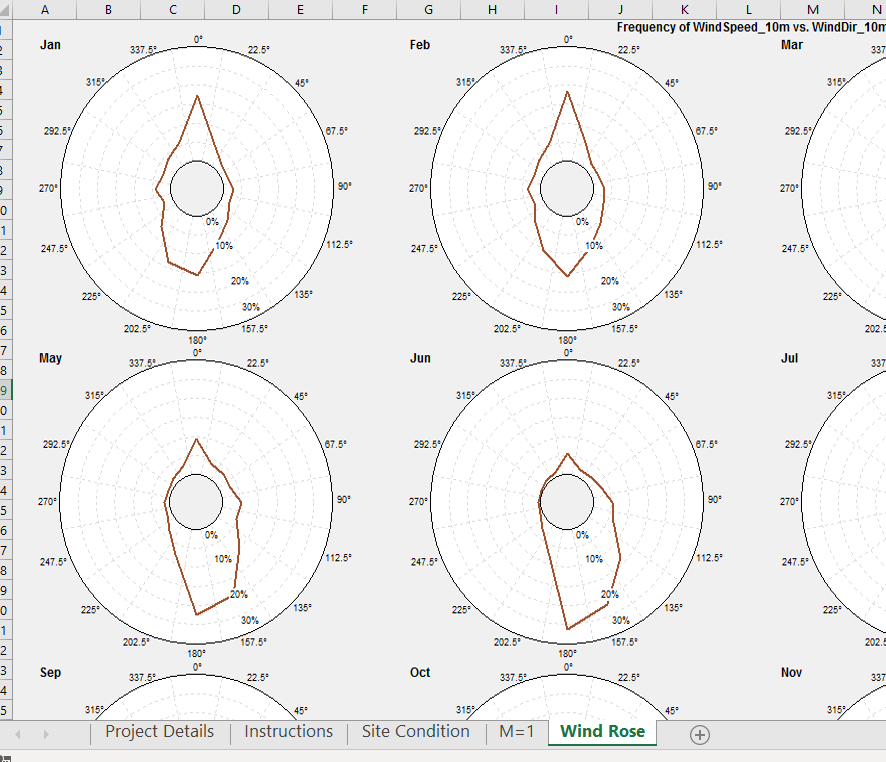 A B C D E F G H I J K L M N
Frequency of WindSpeed_10m vs. WindDir_10m
Jan Feb Mar
0° 0°
337.5° 22.5° 337.5° 22.5° 337
315° 45° 315° 45° 315°
292.5° 67.5° 292.5° 67.5° 292.5°
270° 90° 270° 90° 270°
0% 0%
247.5° 10% 112.5° 247.5° 10% 112.5° 247.5°
20% 20%
225° 135° 225° 135° 225°
30% 30%
202.5° 157.5° 202.5° 157.5° 202.5
180° 180°
May Jun Jul
0° 0°
337.5° 22.5° 337.5° 22.5° 337
315° 45° 315° 45° 315°
292.5° 67.5° 292.5° 67.5° 292.5°
270° 90° 270° 90° 270°
0% 0%
247.5° 10% 112.5° 247.5° 10% 112.5° 247.5°
20% 20%
225° 135° 225° 135° 225°
30% 30%
202.5° 157.5° 202.5° 157.5° 202.5
180° 180°
Sep Oct Nov
0° 0°
337.5° 22.5° 337.5° 22.5° 337
315° 45° 315° 45° 315°
Project Details Instructions Site Condition M=1 Wind Rose